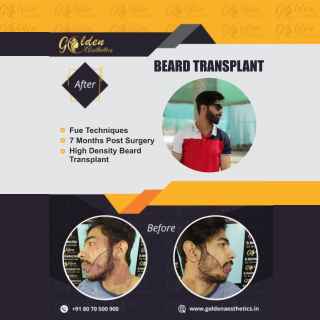 Golden
Aesthetics
BEARD TRANSPLANT
After
Fue Techniques
7 Months Post Surgery
High Density Beard
Transplant
Before
+91 80 70 500 900
www.goldenaesthetics.in